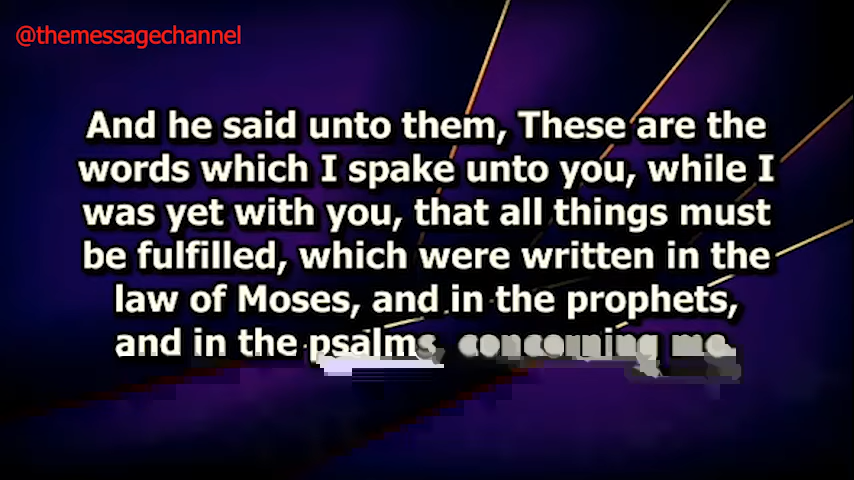 @themessagechannel
And he said unto them, These are the
words which I spake unto you, while I
was yet with you, that all things must
be fulfilled, which were written in the
law of Moses, and in the prophets,
and in the psalms concerning me